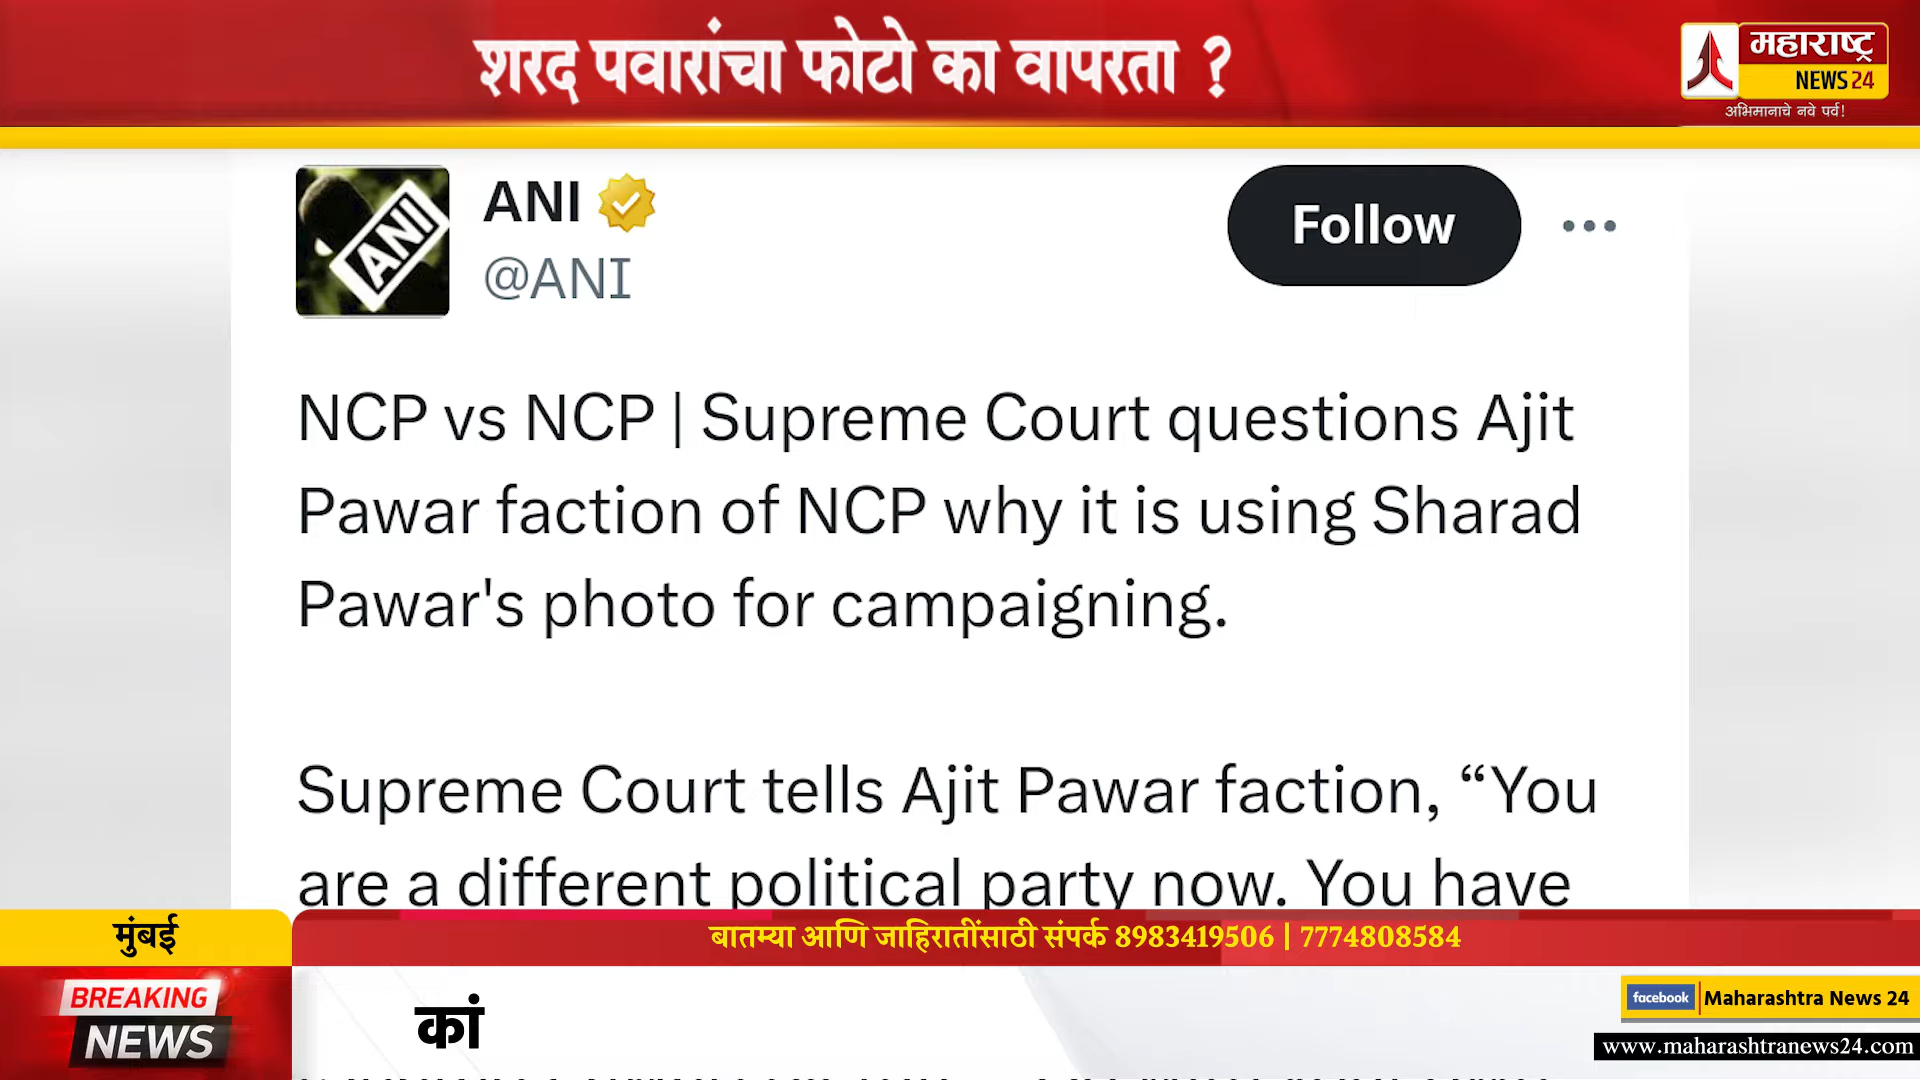 शरद पवारांचा फोटो का वापरता ?
महाराष्ट्र
NEWS 24
अभिमानाचे नवे पर्व!
ANI
ANI
@ANI
Follow
NCP vs NCP | Supreme Court questions Ajit
Pawar faction of NCP why it is using Sharad
Pawar's photo for campaigning.
Supreme Court tells Ajit Pawar faction, “You
are a different political party now. You have
मुंबई
बातम्या आणि जाहिरातींसाठी संपर्क 8983419506 | 7774808584
BREAKING
NEWS
कां
facebook
Maharashtra News 24
www.maharashtranews24.com